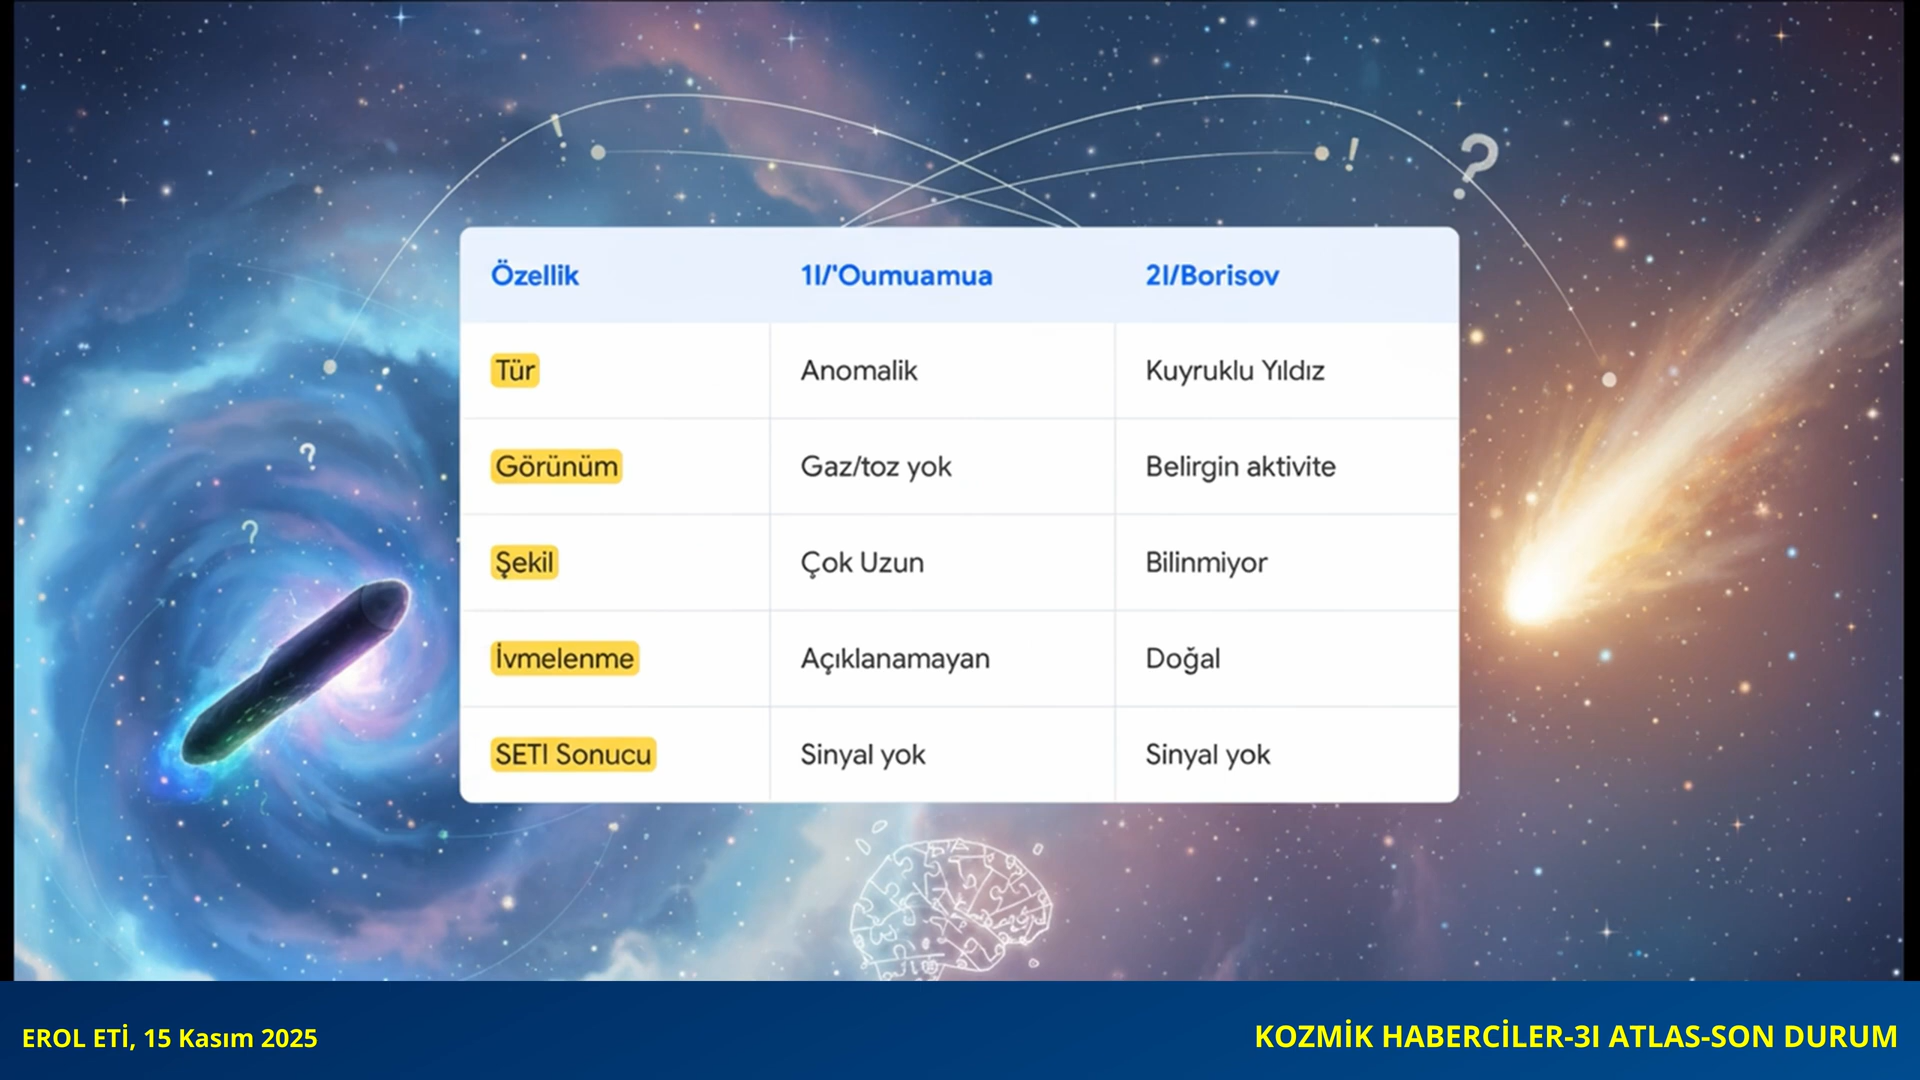 Özellik 1I/'Oumuamua 2I/Borisov
Tür Anomalik Kuyruklu Yıldız
Görünüm Gaz/toz yok Belirgin aktivite
Şekil Çok Uzun Bilinmiyor
İvmelenme Açıklanamayan Doğal
SETI Sonucu Sinyal yok Sinyal yok
EROL ETİ, 15 Kasım 2025
KOZMİK HABERCİLER-3I ATLAS-SON DURUM